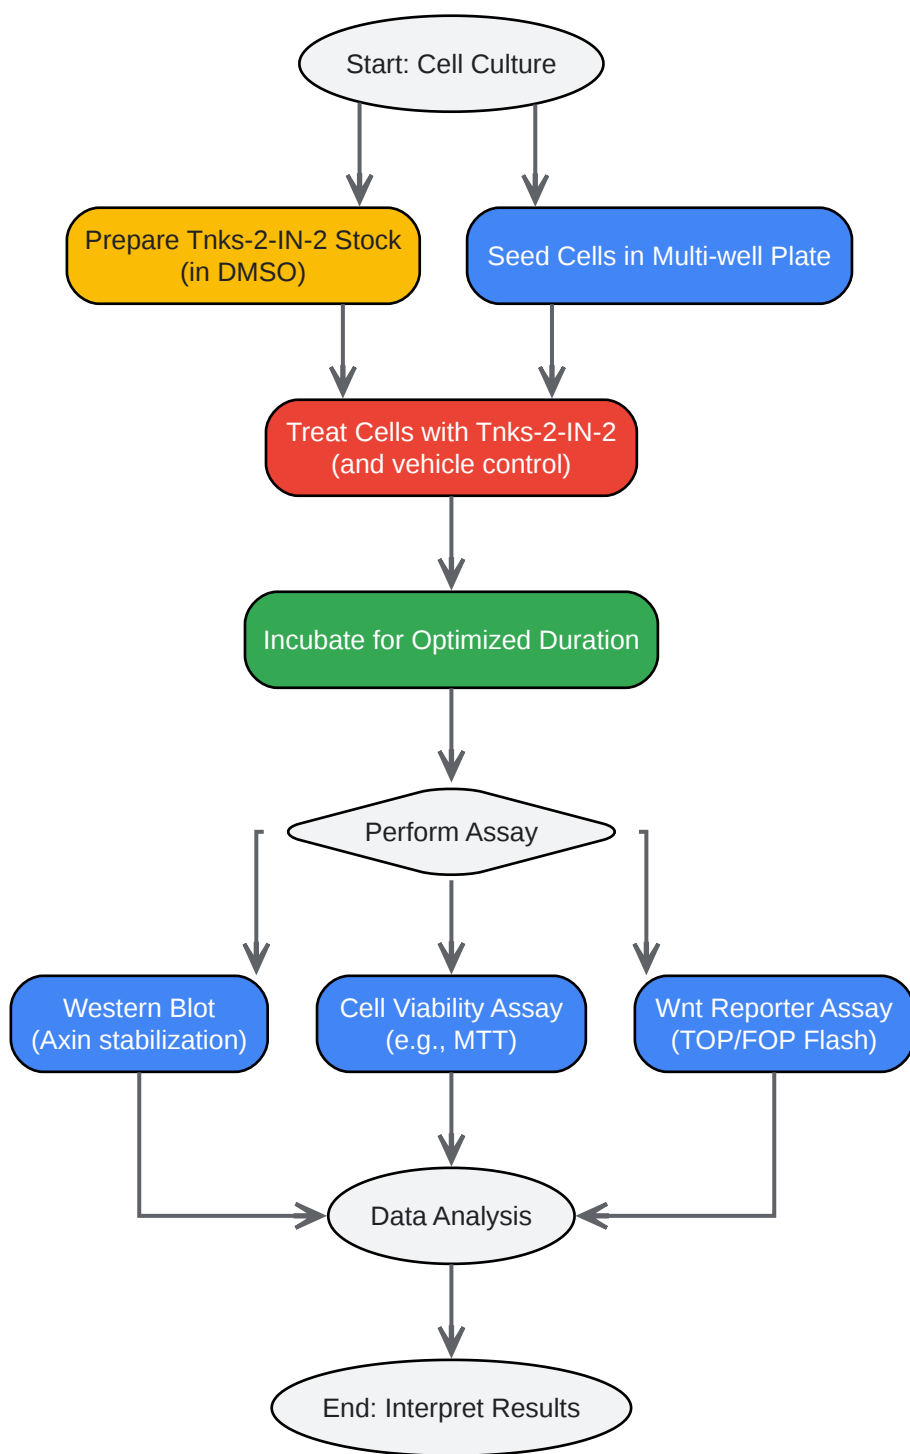 Start: Cell Culture
Prepare Tnks-2-IN-2 Stock
(in DMSO)
Seed Cells in Multi-well Plate
Treat Cells with Tnks-2-IN-2
(and vehicle control)
Incubate for Optimized Duration
Perform Assay
Western Blot
(Axin stabilization)
Cell Viability Assay
(e.g., MTT)
Wnt Reporter Assay
(TOP/FOP Flash)
Data Analysis
End: Interpret Results